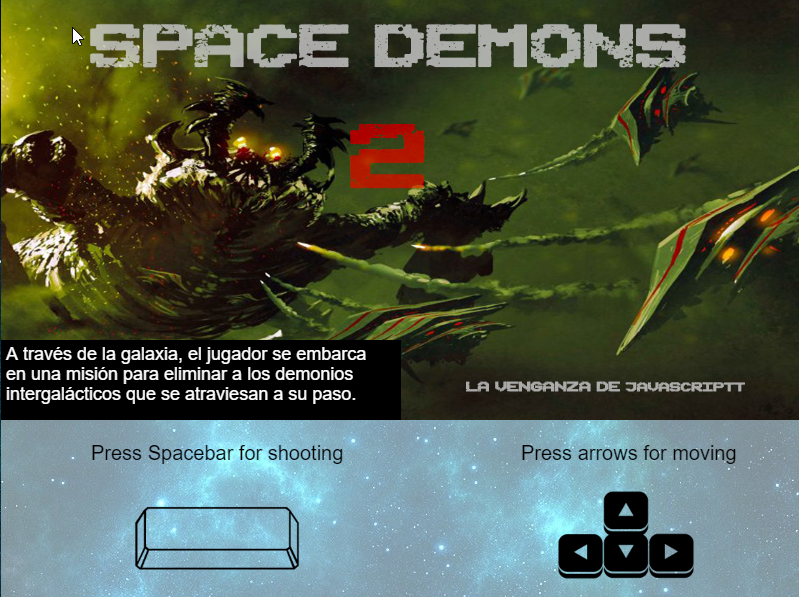 SPACE DEMONS
2
A través de la galaxia, el jugador se embarca
en una misión para eliminar a los demonios
intergalácticos que se atraviesan a su paso.
LA VENGANZA DE JAVASCRIPTT
Press Spacebar for shooting
Press arrows for moving